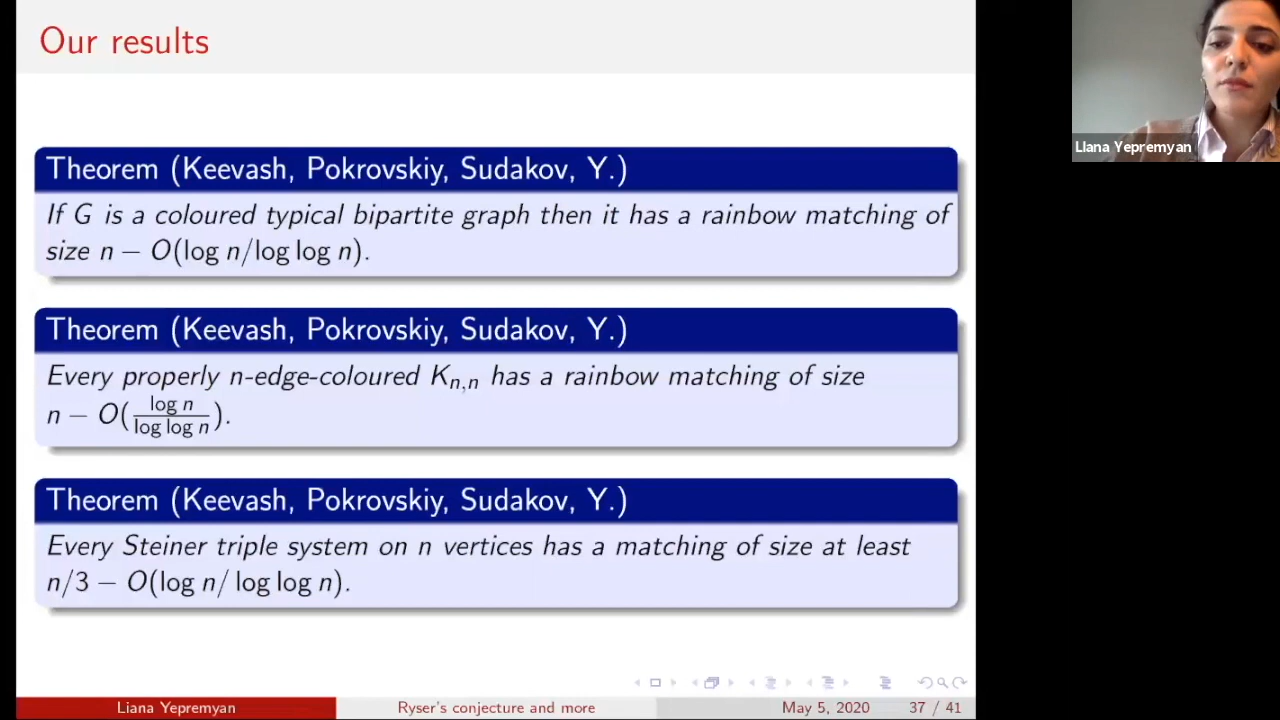 Our results
Theorem (Keevash, Pokrovskiy, Sudakov, Y.)
If G is a coloured typical bipartite graph then it has a rainbow matching of
size n − O(log n/log log n).
Theorem (Keevash, Pokrovskiy, Sudakov, Y.)
Every properly n-edge-coloured K_{n,n} has a rainbow matching of size
n − O(\frac{log n}{log log n}).
Theorem (Keevash, Pokrovskiy, Sudakov, Y.)
Every Steiner triple system on n vertices has a matching of size at least
n/3 − O(log n/ log log n).
Liana Yepremyan Ryser's conjecture and more May 5, 2020 37 / 41
LIana Yepremyan